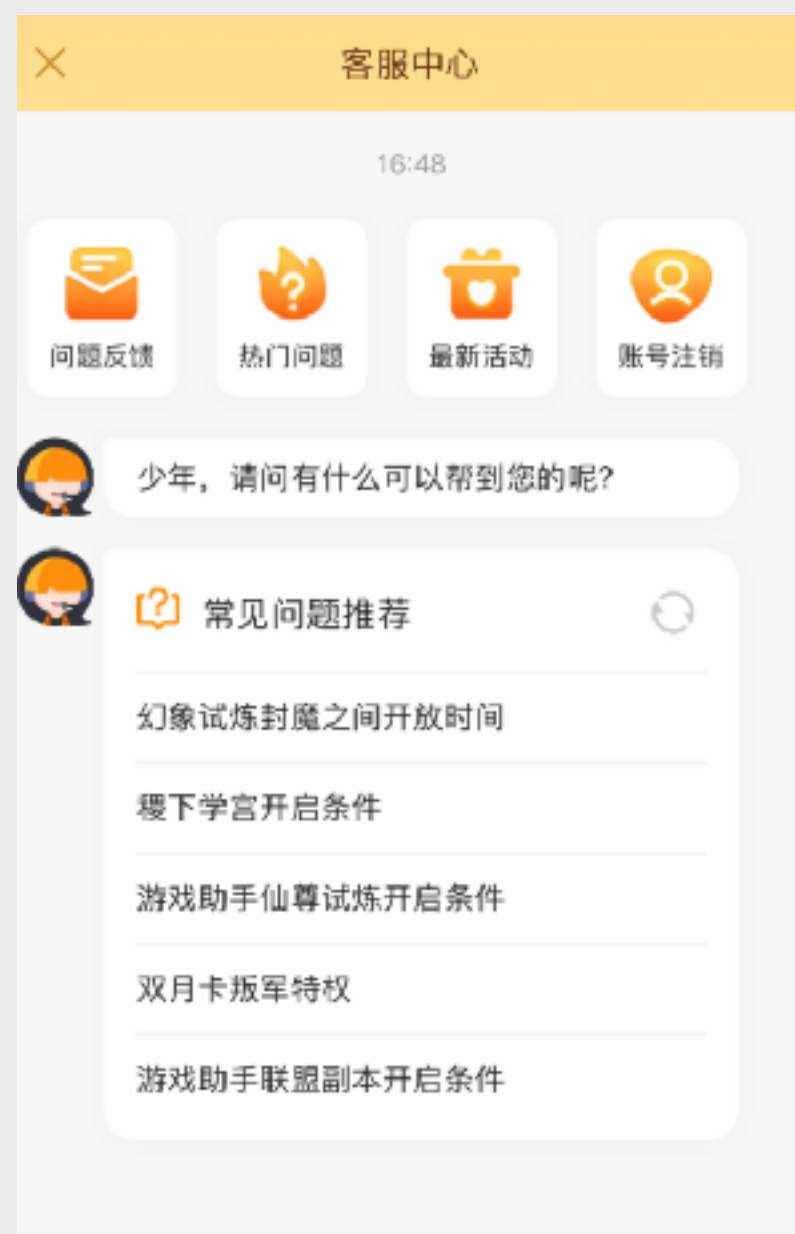 客服中心
16:48
问题反馈
热门问题
最新活动
账号注销
少年，请问有什么可以帮到您的呢?
常见问题推荐
幻象试炼封魔之间开放时间
稷下学宫开启条件
游戏助手仙尊试炼开启条件
双月卡叛军特权
游戏助手联盟副本开启条件